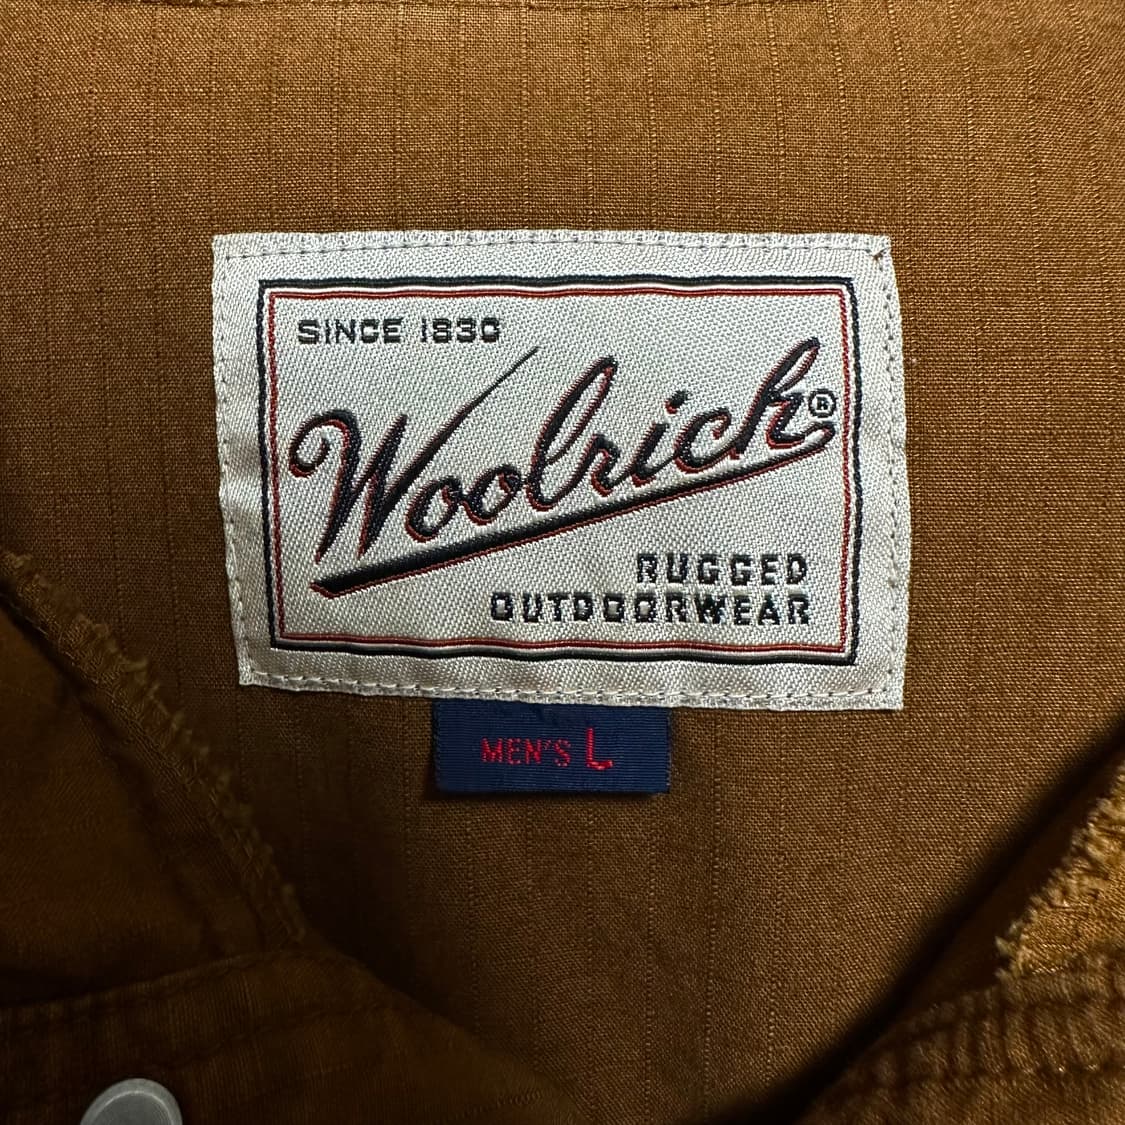 SINCE 1830
Woolrich®
RUGGED
OUTDOORWEAR
MEN'S L